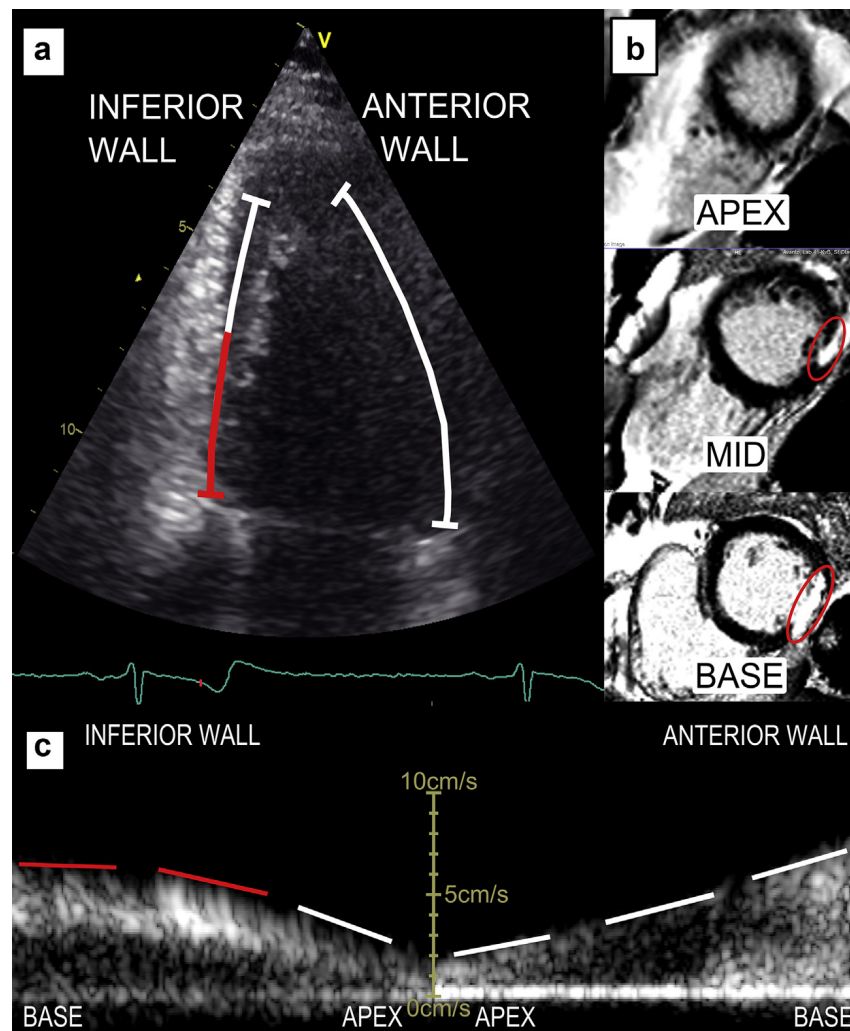 a
V
INFERIOR
WALL
ANTERIOR
WALL
5
10
b
APEX
MID
BASE
c
INFERIOR WALL
ANTERIOR WALL
10cm/s
5cm/s
0cm/s
BASE
APEX
APEX
BASE